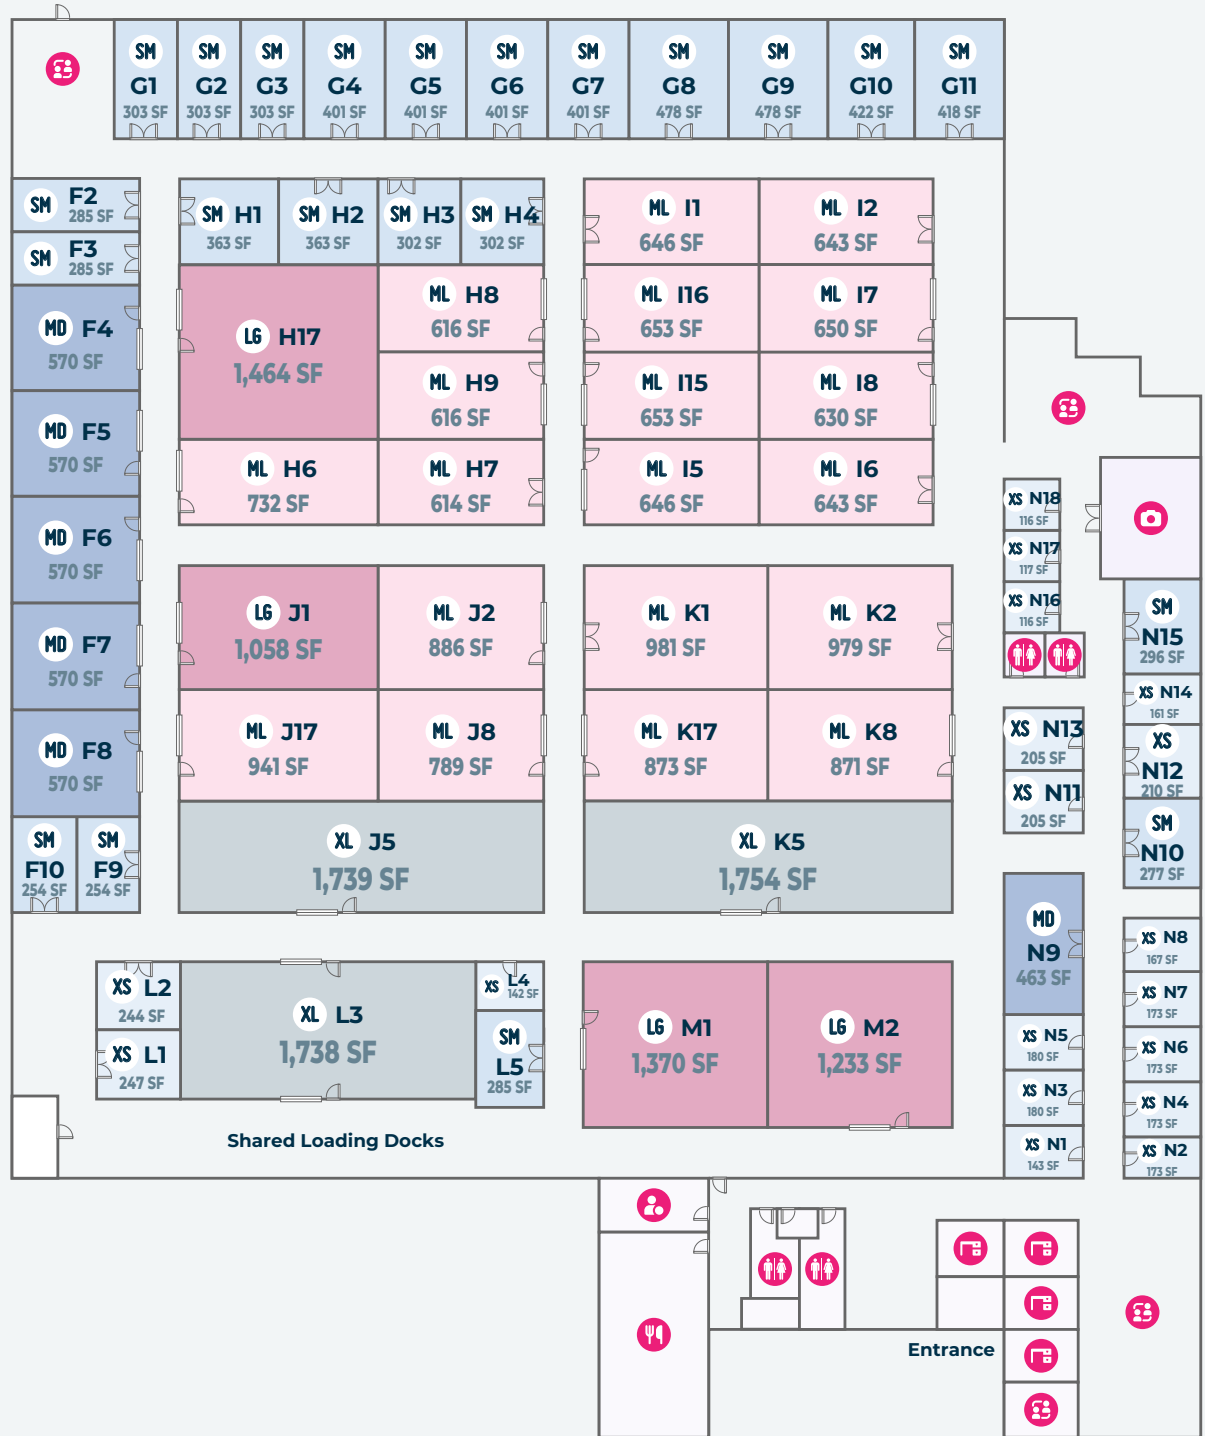 SM SM SM SM SM SM SM SM SM SM SM
G1 G2 G3 G4 G5 G6 G7 G8 G9 G10 G11
303 SF 303 SF 303 SF 401 SF 401 SF 401 SF 401 SF 478 SF 478 SF 422 SF 418 SF
SM F2
285 SF
SM F3
285 SF
MD F4
570 SF
MD F5
570 SF
MD F6
570 SF
MD F7
570 SF
MD F8
570 SF
SM
F10
254 SF
SM
F9
254 SF
SM H1
363 SF
SM H2
363 SF
SM H3
302 SF
SM H4
302 SF
LG H17
1,464 SF
ML H8
616 SF
ML H9
616 SF
ML H6
732 SF
ML H7
614 SF
ML I1
646 SF
ML I2
643 SF
ML I16
653 SF
ML I7
650 SF
ML I15
653 SF
ML I8
630 SF
ML I5
646 SF
ML I6
643 SF
LG J1
1,058 SF
ML J2
886 SF
ML J17
941 SF
ML J8
789 SF
XL J5
1,739 SF
ML K1
981 SF
ML K2
979 SF
ML K17
873 SF
ML K8
871 SF
XL K5
1,754 SF
XS N18
116 SF
XS N17
117 SF
XS N16
116 SF
SM
N15
296 SF
XS N14
161 SF
XS N13
205 SF
XS
N12
210 SF
XS N11
205 SF
SM
N10
277 SF
MD
N9
463 SF
XS N8
167 SF
XS N7
173 SF
XS N5
180 SF
XS N6
173 SF
XS N3
180 SF
XS N4
173 SF
XS N1
143 SF
XS N2
173 SF
XS L2
244 SF
XS L1
247 SF
XL L3
1,738 SF
XS L4
142 SF
SM
L5
285 SF
LG M1
1,370 SF
LG M2
1,233 SF
Shared Loading Docks
Entrance